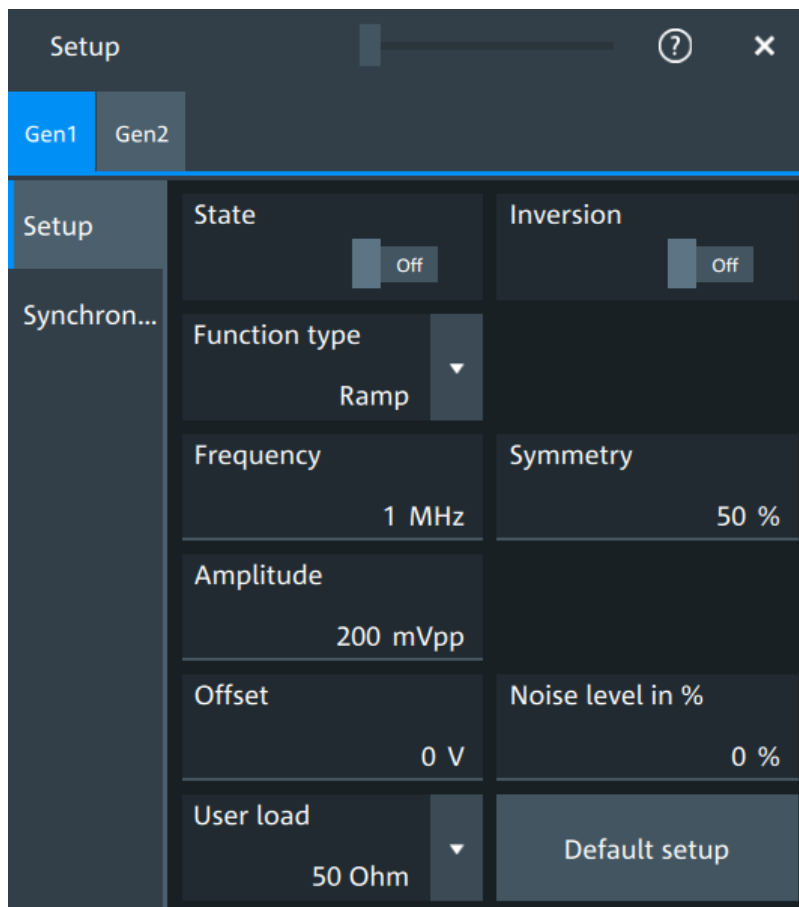 Setup
?
×
Gen1 Gen2
Setup
Synchron...
State
Off
Inversion
Off
Function type
Ramp
Frequency
1 MHz
Symmetry
50 %
Amplitude
200 mVpp
Offset
0 V
Noise level in %
0 %
User load
50 Ohm
Default setup